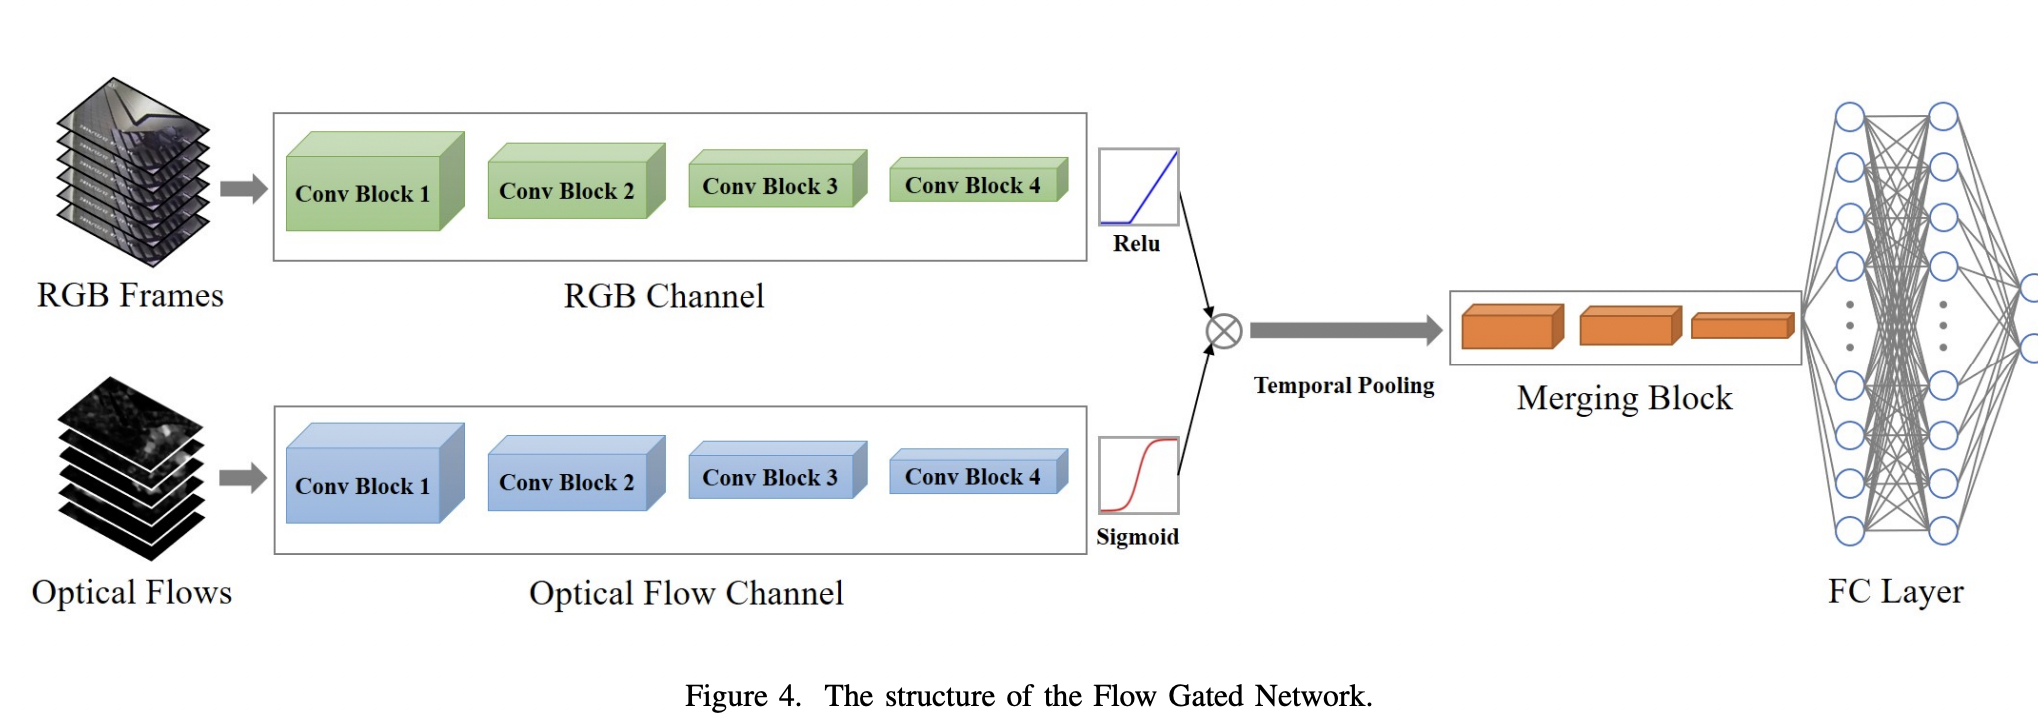 Conv Block 1
Conv Block 2
Conv Block 3
Conv Block 4
Relu
RGB Frames
RGB Channel
Temporal Pooling
Merging Block
Conv Block 1
Conv Block 2
Conv Block 3
Conv Block 4
Sigmoid
Optical Flows
Optical Flow Channel
FC Layer
Figure 4. The structure of the Flow Gated Network.